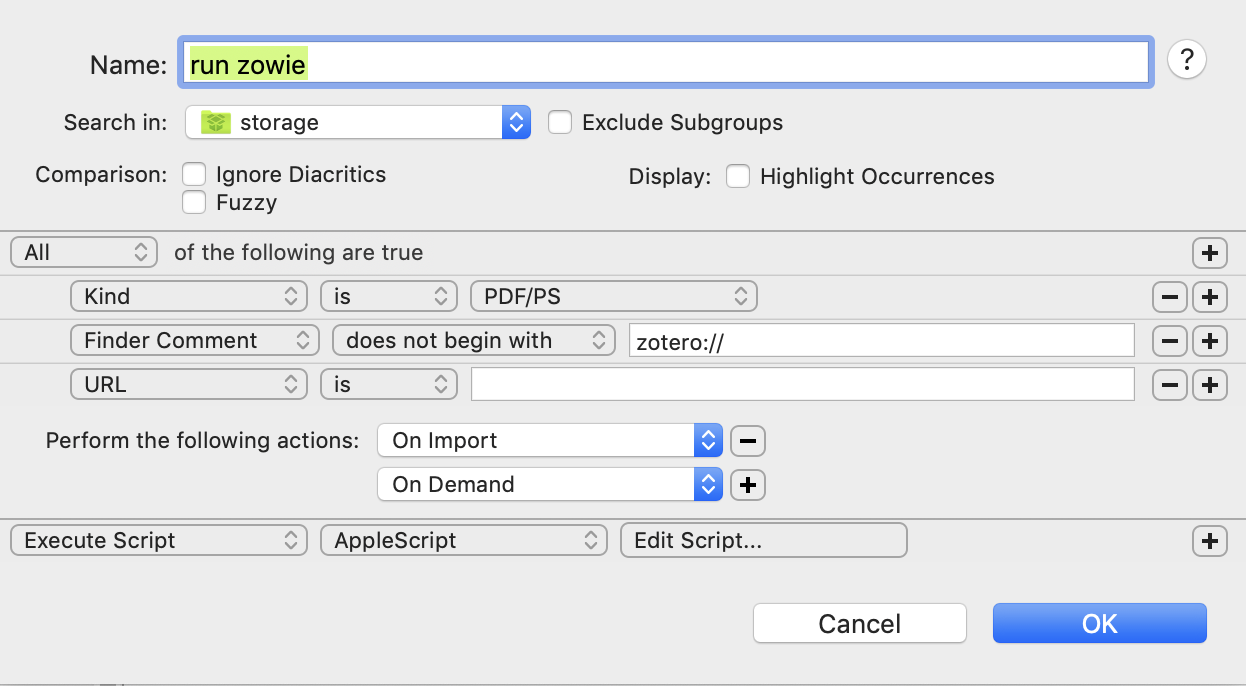 Name: run zowie ?
Search in: storage Exclude Subgroups
Comparison: Ignore Diacritics Display: Highlight Occurrences
Fuzzy
All of the following are true
Kind is PDF/PS
Finder Comment does not begin with zotero://
URL is
Perform the following actions: On Import
On Demand
Execute Script AppleScript Edit Script...
Cancel OK